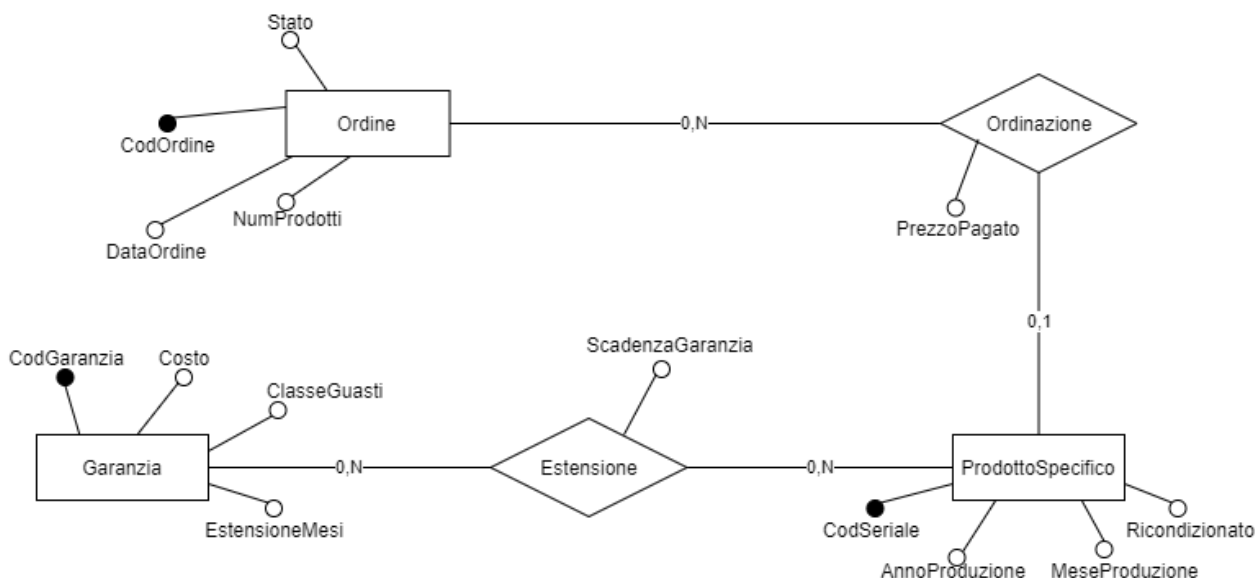 Stato
Ordine
0,N
Ordinazione
CodOrdine
NumProdotti
DataOrdine
PrezzoPagato
0,1
ScadenzaGaranzia
CodGaranzia
Costo
ClasseGuasti
Garanzia
0,N
Estensione
0,N
ProdottoSpecifico
EstensioneMesi
CodSeriale
Ricondizionato
AnnoProduzione
MeseProduzione